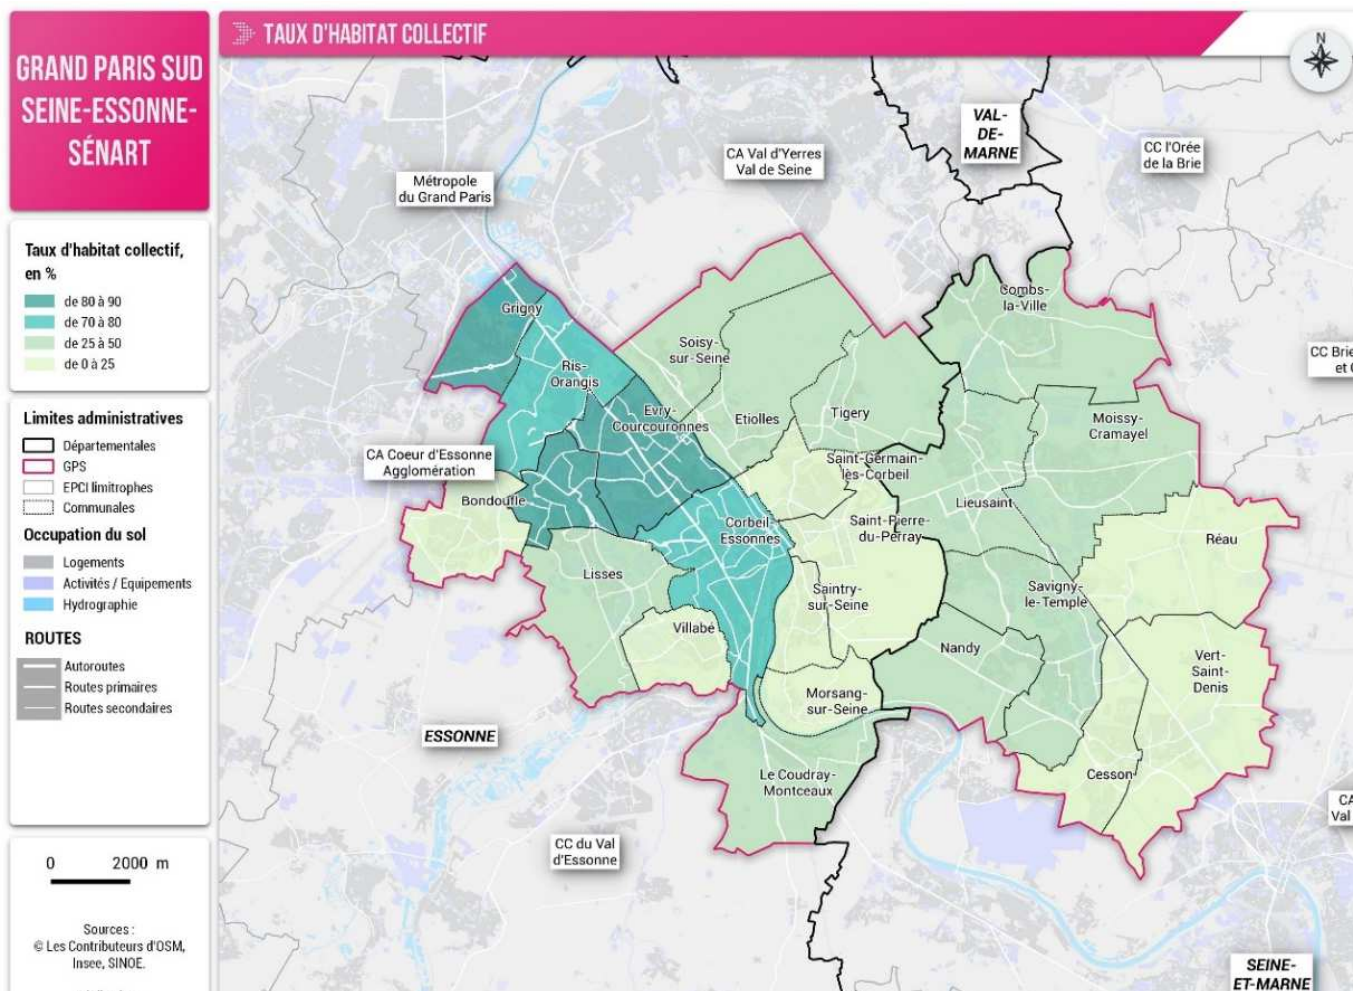 GRAND PARIS SUD
SEINE-ESSONNE-
SÉNART
TAUX D'HABITAT COLLECTIF
Taux d'habitat collectif,
en %
de 80 à 90
de 70 à 80
de 25 à 50
de 0 à 25
Limites administratives
Départementales
GPS
EPCI limitrophes
Communales
Occupation du sol
Logements
Activités / Equipements
Hydrographie
ROUTES
Autoroutes
Routes primaires
Routes secondaires
0 2000 m
Sources :
© Les Contributeurs d'OSM,
Insee, SINOE.
N
VAL-
DE-
MARNE
CA Val d'Yerres
Val de Seine
CC l'Orée
de la Brie
Métropole
du Grand Paris
CC Brie
et
Combs-
la-Ville
Grigny
Soisy-
sur-Seine
Ris-
Orangis
Evry-
Courcouronnes
Etiolles
Tigery
Moissy-
Cramayel
CA Coeur d'Essonne
Agglomération
Saint-Germain
lès-Corbeil
Bondoufle
Lieusaint
Corbeil-
Essonnes
Saint-Pierre-
du-Perray
Réau
Lisses
Saintry-
sur-Seine
Savigny-
le-Temple
Villabé
Nandy
Vert-
Saint-
Denis
Morsang-
sur-Seine
ESSONNE
Le Coudray-
Montceaux
Cesson
CA
Val
CC du Val
d'Essonne
SEINE-
ET-MARNE